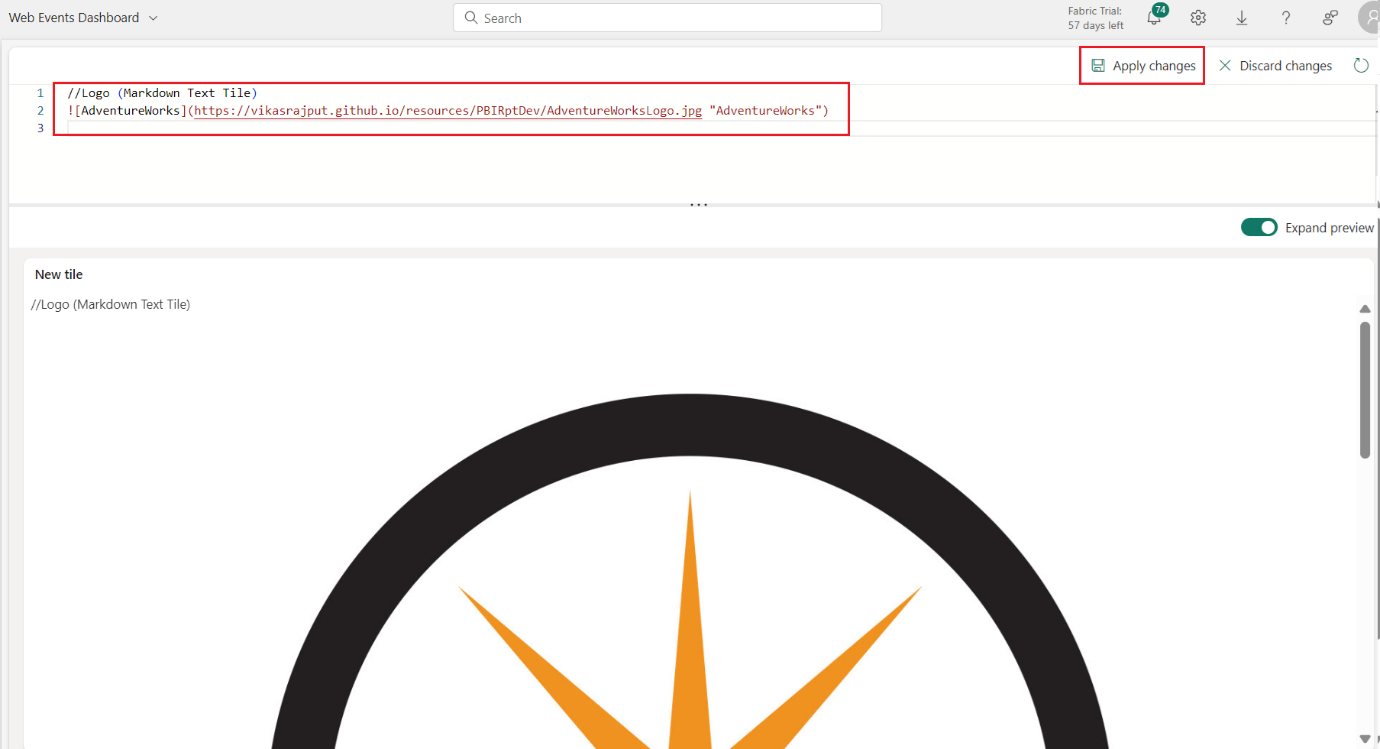 Web Events Dashboard
Search
Fabric Trial:
57 days left
74
?
Apply changes
Discard changes
1 //Logo (Markdown Text Tile)
2 ![AdventureWorks](https://vikasrajput.github.io/resources/PBIRptDev/AdventureWorksLogo.jpg "AdventureWorks")
3
...
Expand preview
New tile
//Logo (Markdown Text Tile)